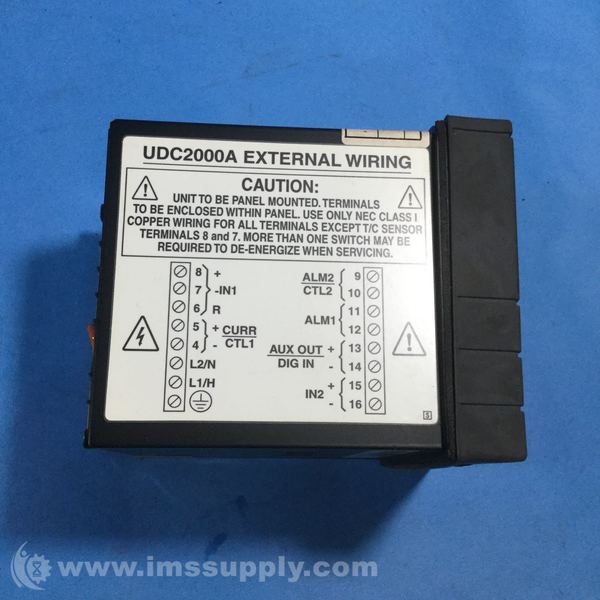 UDC2000A EXTERNAL WIRING
CAUTION:
UNIT TO BE PANEL MOUNTED. TERMINALS
TO BE ENCLOSED WITHIN PANEL. USE ONLY NEC CLASS I
COPPER WIRING FOR ALL TERMINALS EXCEPT T/C SENSOR
TERMINALS 8 and 7. MORE THAN ONE SWITCH MAY BE
REQUIRED TO DE-ENERGIZE WHEN SERVICING.
8 +
7 -IN1
6 R
5 + CURR
4 - CTL1
L2/N
L1/H
ALM2 9
CTL2 10
ALM1 11
12
AUX OUT + 13
DIG IN - 14
IN2 + 15
- 16
S
www.imssupply.com